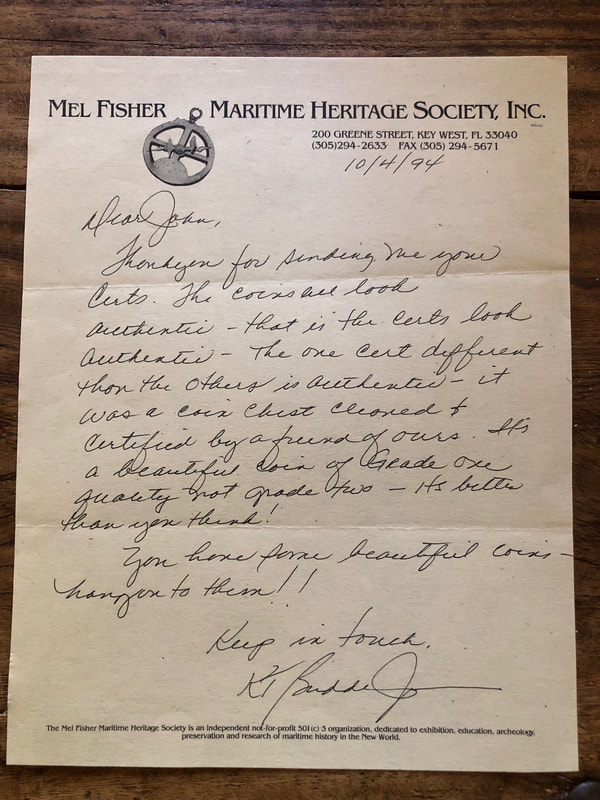 MEL FISHER MARITIME HERITAGE SOCIETY, INC.
200 GREENE STREET, KEY WEST, FL 33040
(305)294-2633 FAX (305) 294-5671
10/4/94
Dear John,
Thankyou for sending me your
Certs. The coins all look
authentic - that is the certs look
authentic - The one cert different
than the others is authentic - it
was a coin Chest cleaned &
Certified by a friend of ours. It's
a beautiful coin of Grade one
quality not grade two - its better
than you think!
You have some beautiful coins -
hang on to them!!
Keep in touch.
The Mel Fisher Maritime Heritage Society is an independent not-for-profit 501(c) 3 organization, dedicated to exhibition, education, archeology,
preservation and research of maritime history in the New World.